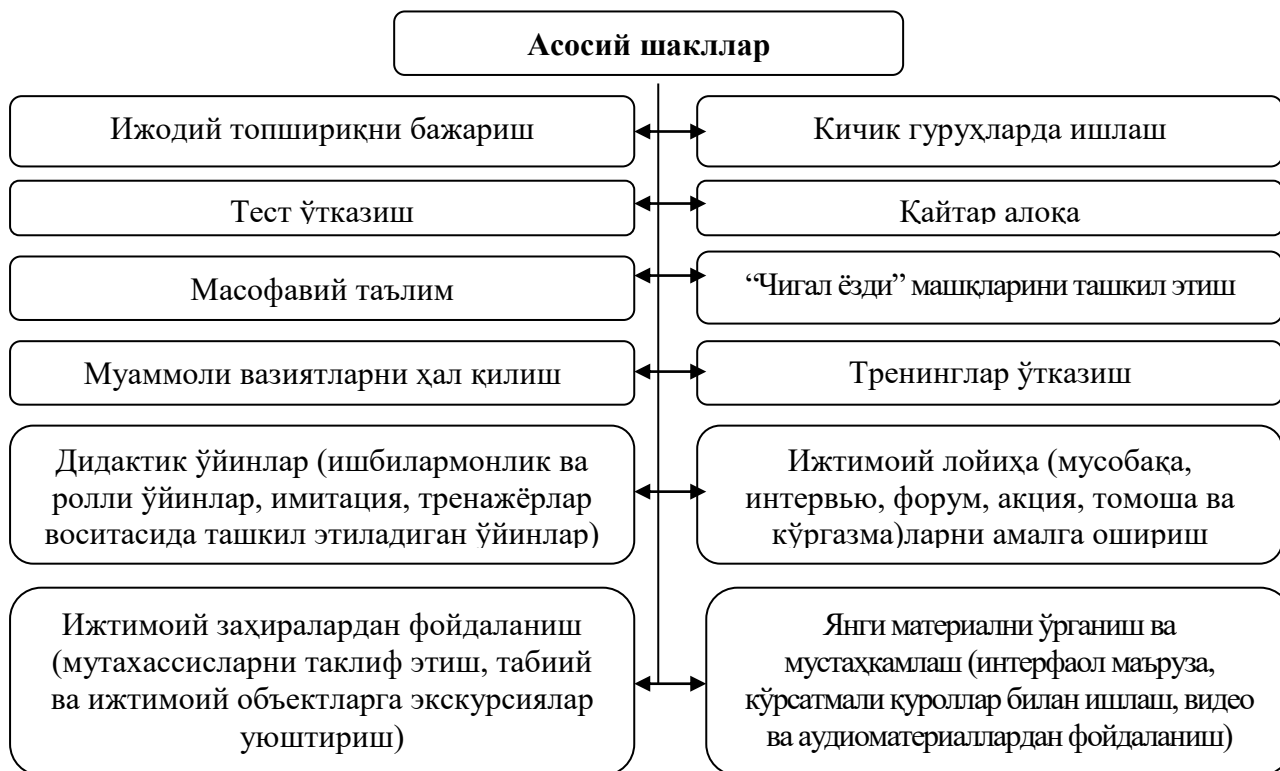 Асосий шакллар
Ижодий топшириқни бажариш
Кичик гуруҳларда ишлаш
Тест ўтказиш
Қайтар алоқа
Масофавий таълим
“Чигал ёзди” машқларини ташкил этиш
Муаммоли вазиятларни ҳал қилиш
Тренинглар ўтказиш
Дидактик ўйинлар (ишбилармонлик ва
ролли ўйинлар, имитация, тренажёрлар
воситасида ташкил этиладиган ўйинлар)
Ижтимоий лойиҳа (мусобақа,
интервью, форум, акция, томоша ва
кўргазма)ларни амалга ошириш
Ижтимоий заҳиралардан фойдаланиш
(мутахассисларни таклиф этиш, табиий
ва ижтимоий объектларга экскурсиялар
уюштириш)
Янги материални ўрганиш ва
мустаҳкамлаш (интерфаол маъруза,
кўрсатмали қуроллар билан ишлаш, видео
ва аудиоматериаллардан фойдаланиш)